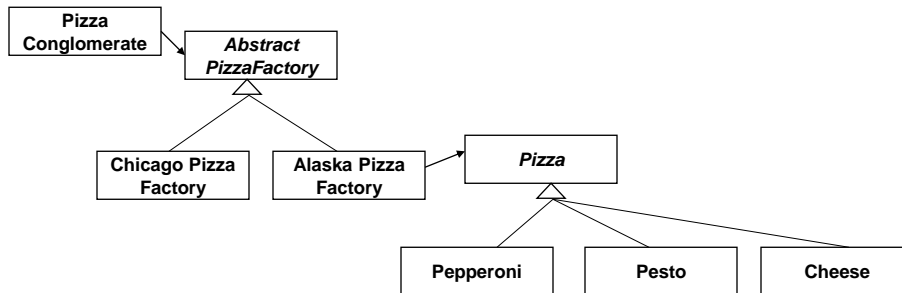 Pizza
Conglomerate
Abstract
PizzaFactory
Chicago Pizza
Factory
Alaska Pizza
Factory
Pizza
Pepperoni
Pesto
Cheese